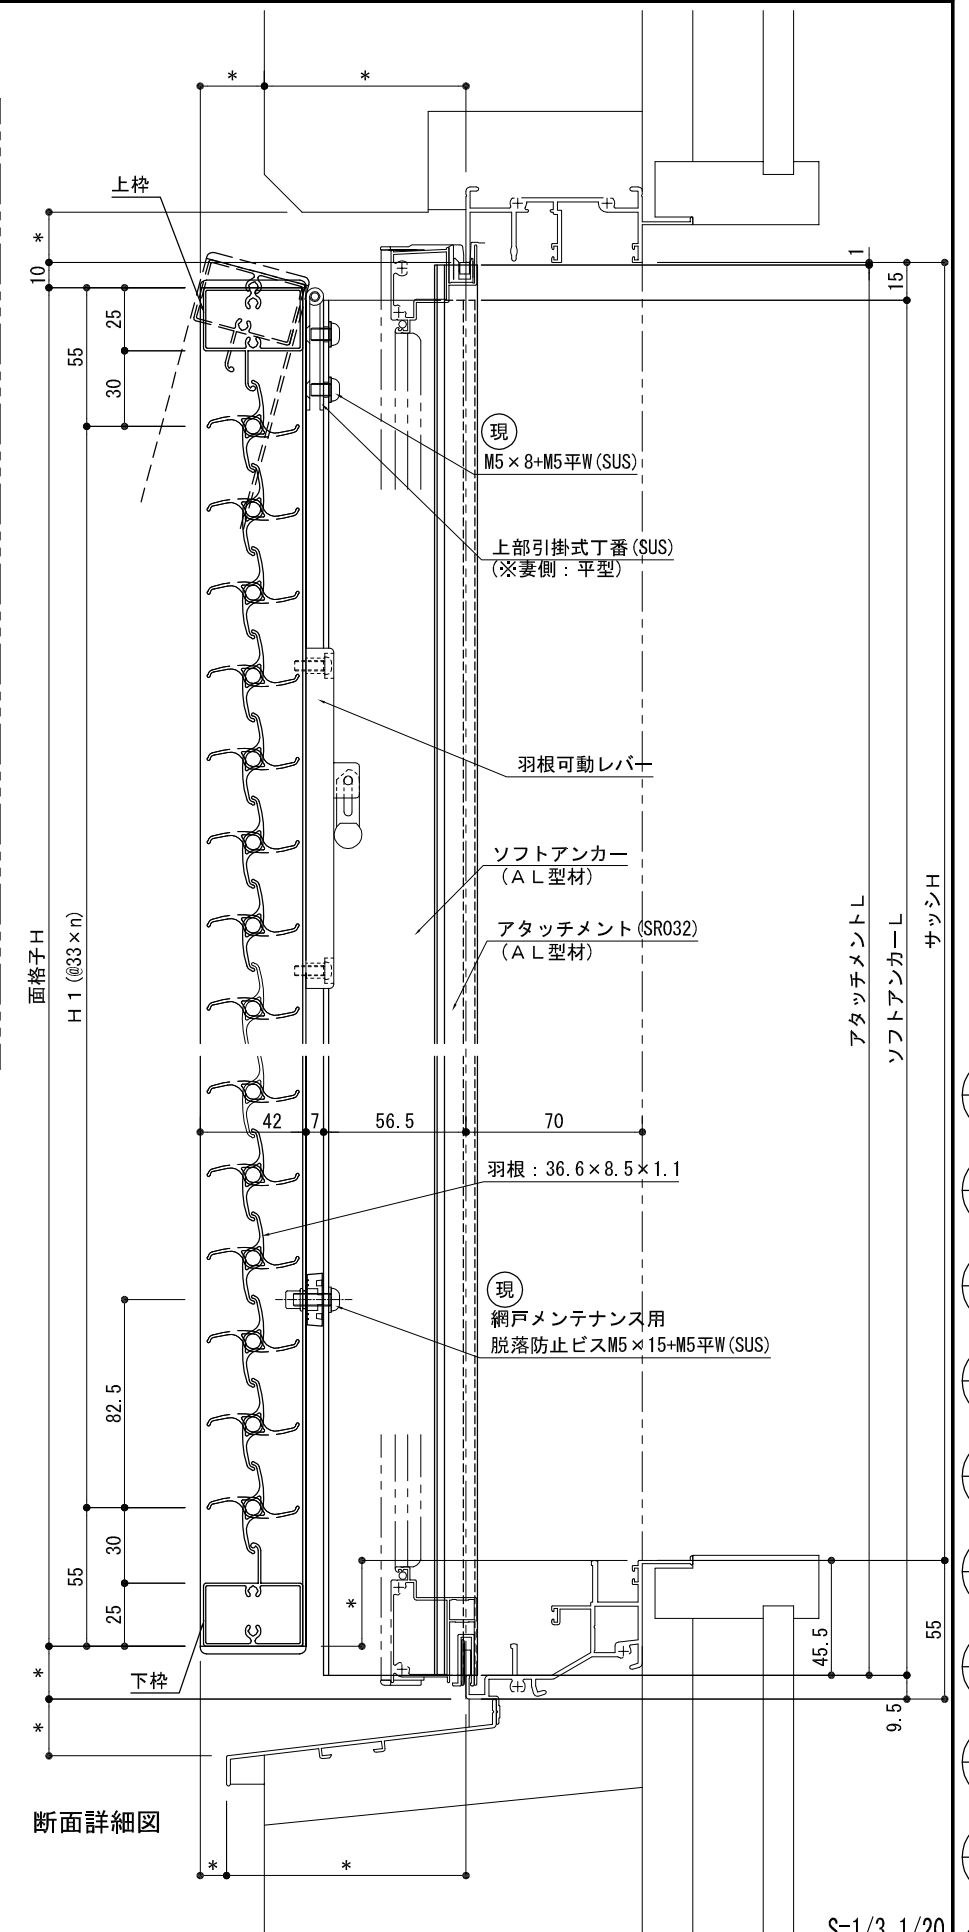 *
*
上枠
*
10
25
55
30
1
15
現
M5×8+M5平W(SUS)
上部引掛式丁番(SUS)
(※妻側：平型)
羽根可動レバー
ソフトアンカー
（ＡＬ型材）
アタッチメント(SR032)
（ＡＬ型材）
面格子H
H1(@33×n)
アタッチメントL
ソフトアンカーL
サッシH
42
7
56.5
70
羽根：36.6×8.5×1.1
現
網戸メンテナンス用
脱落防止ビスM5×15+M5平W(SUS)
82.5
30
55
25
*
45.5
55
9.5
*
下枠
*
断面詳細図
*
*
S=1/3,1/20